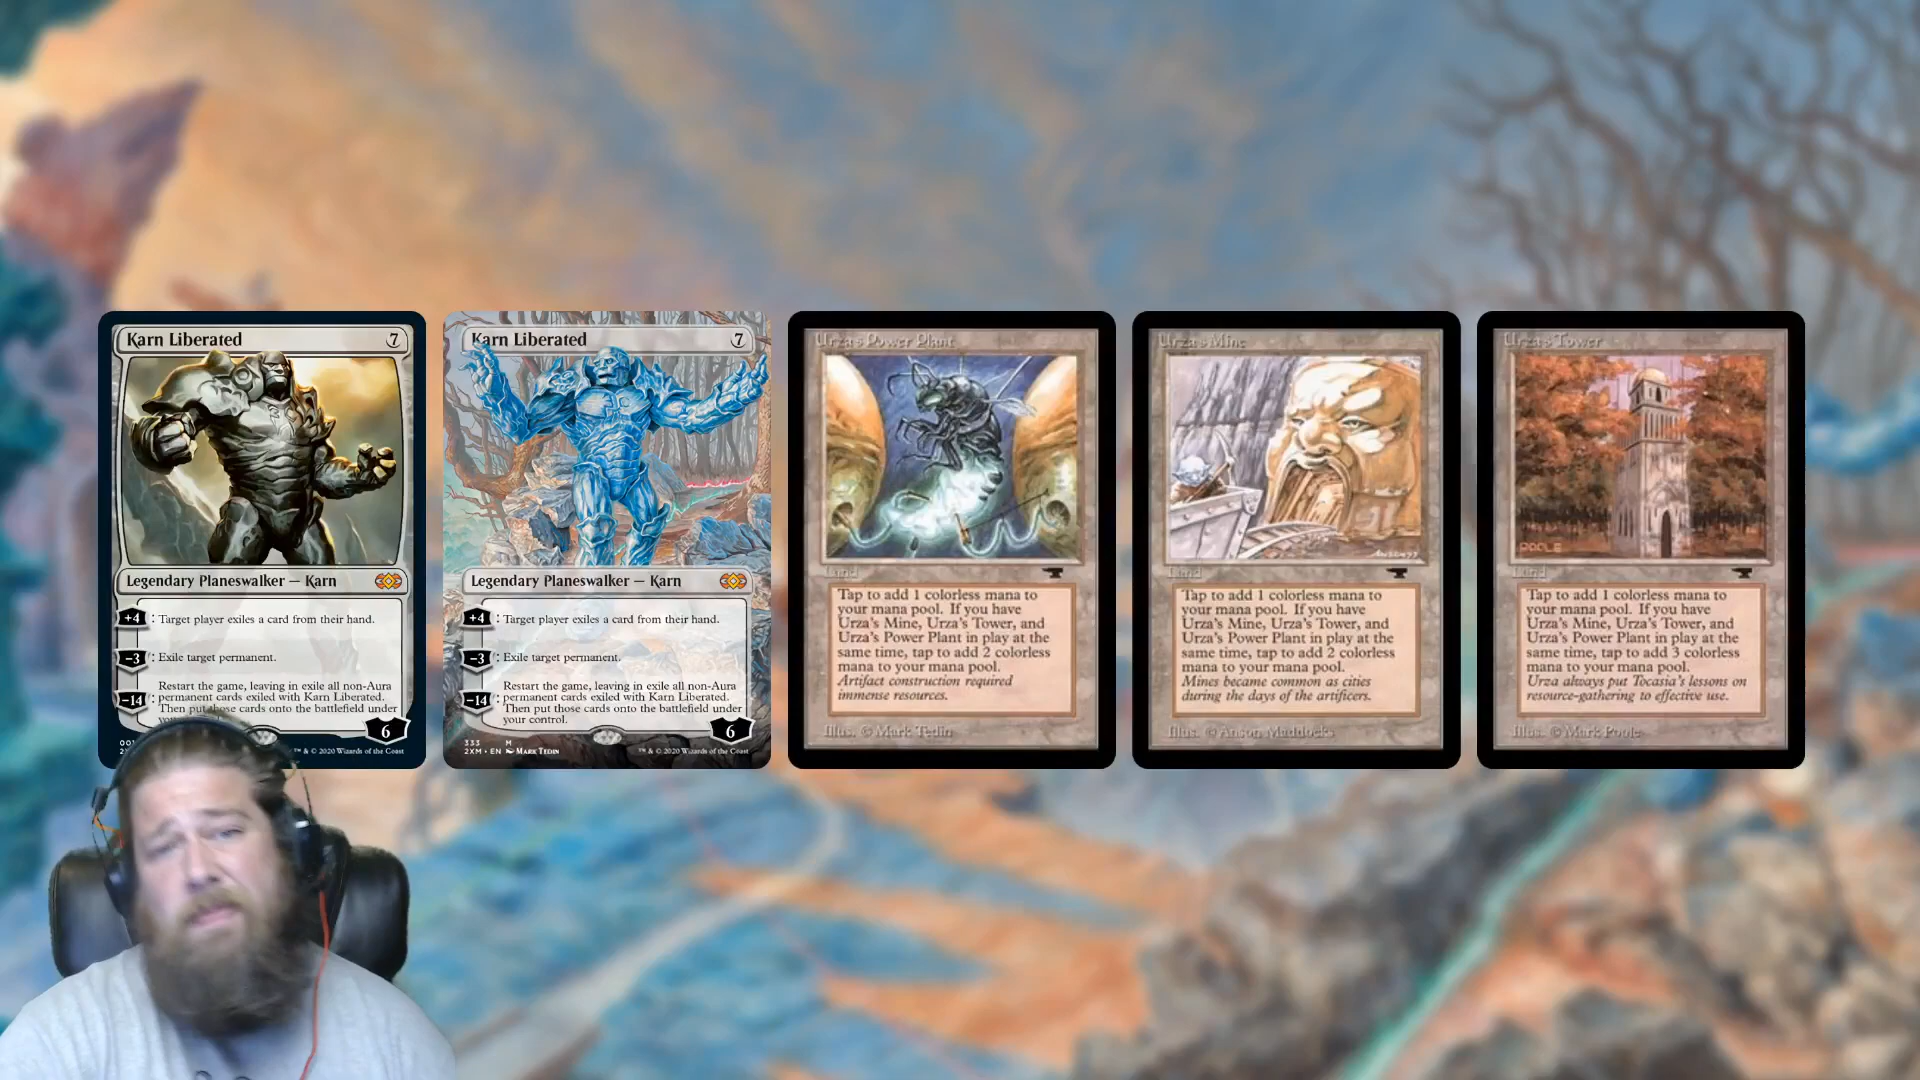 Karn Liberated 7
Legendary Planeswalker — Karn
+4 : Target player exiles a card from their hand.
−3 : Exile target permanent.
−14 : Restart the game, leaving in exile all non-Aura
permanent cards exiled with Karn Liberated.
Then put those cards onto the battlefield under
6
™ & © 2020 Wizards of the Coast
Karn Liberated 7
Legendary Planeswalker — Karn
+4 : Target player exiles a card from their hand.
−3 : Exile target permanent.
−14 : Restart the game, leaving in exile all non-Aura
permanent cards exiled with Karn Liberated.
Then put those cards onto the battlefield under
your control.
6
333 M
2XM • EN Mark Tedin ™ & © 2020 Wizards of the Coast
Urza's Power Plant
Land
Tap to add 1 colorless mana to
your mana pool. If you have
Urza's Mine, Urza's Tower, and
Urza's Power Plant in play at the
same time, tap to add 2 colorless
mana to your mana pool.
Artifact construction required
immense resources.
Illus. © Mark Tedin
Urza's Mine
Land
Tap to add 1 colorless mana to
your mana pool. If you have
Urza's Mine, Urza's Tower, and
Urza's Power Plant in play at the
same time, tap to add 2 colorless
mana to your mana pool.
Mines became common as cities
during the days of the artificers.
Illus. © Anson Maddocks
Urza's Tower
POOLE
Land
Tap to add 1 colorless mana to
your mana pool. If you have
Urza's Mine, Urza's Tower, and
Urza's Power Plant in play at the
same time, tap to add 3 colorless
mana to your mana pool.
Urza always put Tocasia's lessons on
resource-gathering to effective use.
Illus. © Mark Poole